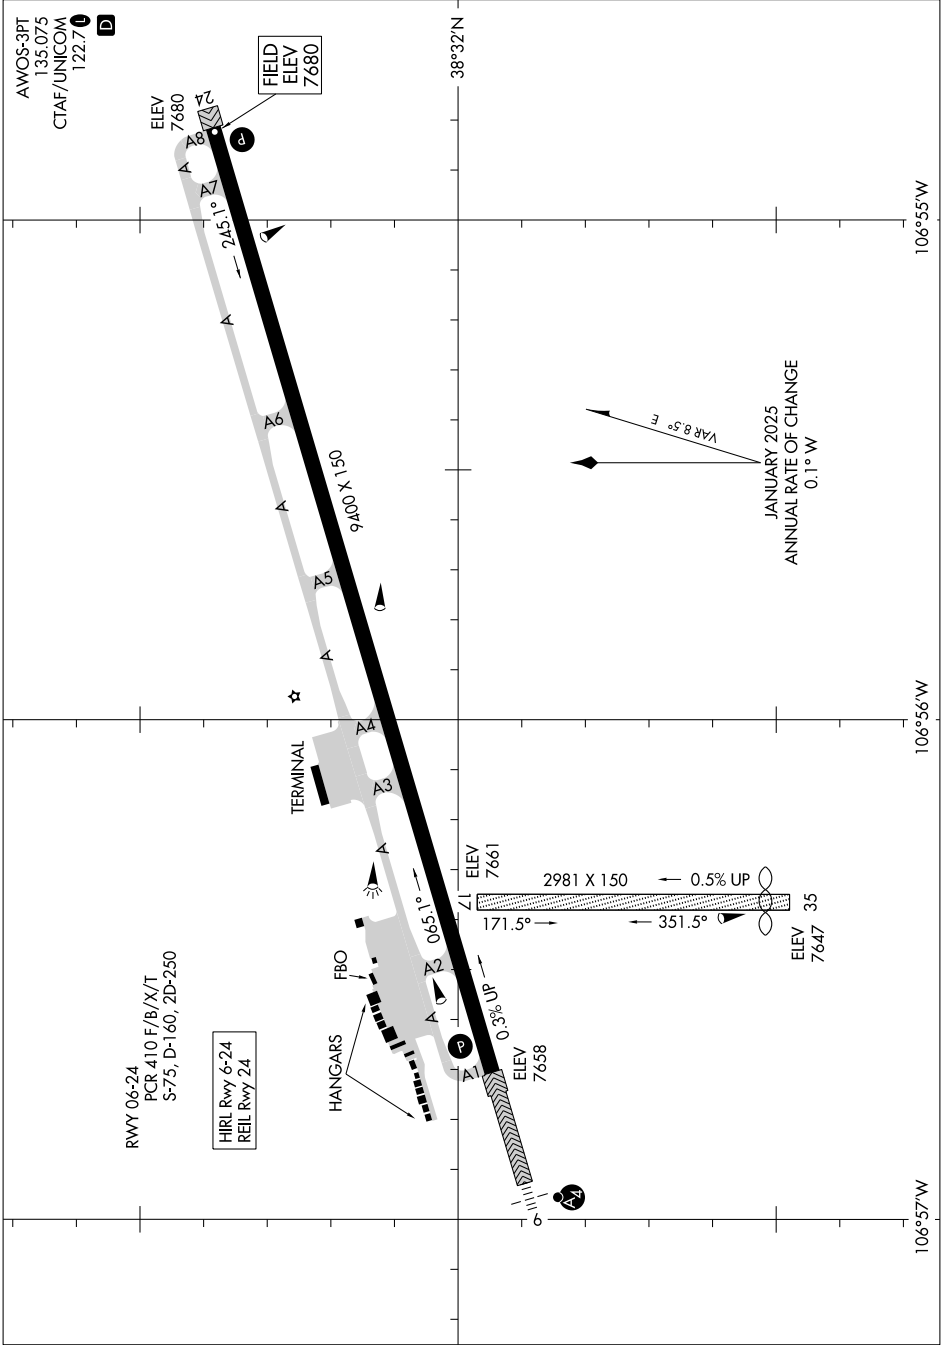 AWOS-3PT
135.075
CTAF/UNICOM
122.7 L
D
RWY 06-24
PCR 410 F/B/X/T
S-75, D-160, 2D-250
HIRL Rwy 6-24
REIL Rwy 24
HANGARS
FBO
TERMINAL
ELEV
7680
24
FIELD
ELEV
7680
A8
A
A7
P
245.1°
A
A6
A
9400 X 150
A5
A
A4
A3
A
065.1°
A2
A
P
A1
0.3% UP
ELEV
7658
A4
6
17
ELEV
7661
2981 X 150
0.5% UP
171.5°
351.5°
35
ELEV
7647
VAR 8.5° E
JANUARY 2025
ANNUAL RATE OF CHANGE
0.1° W
38°32'N
106°57'W
106°56'W
106°55'W